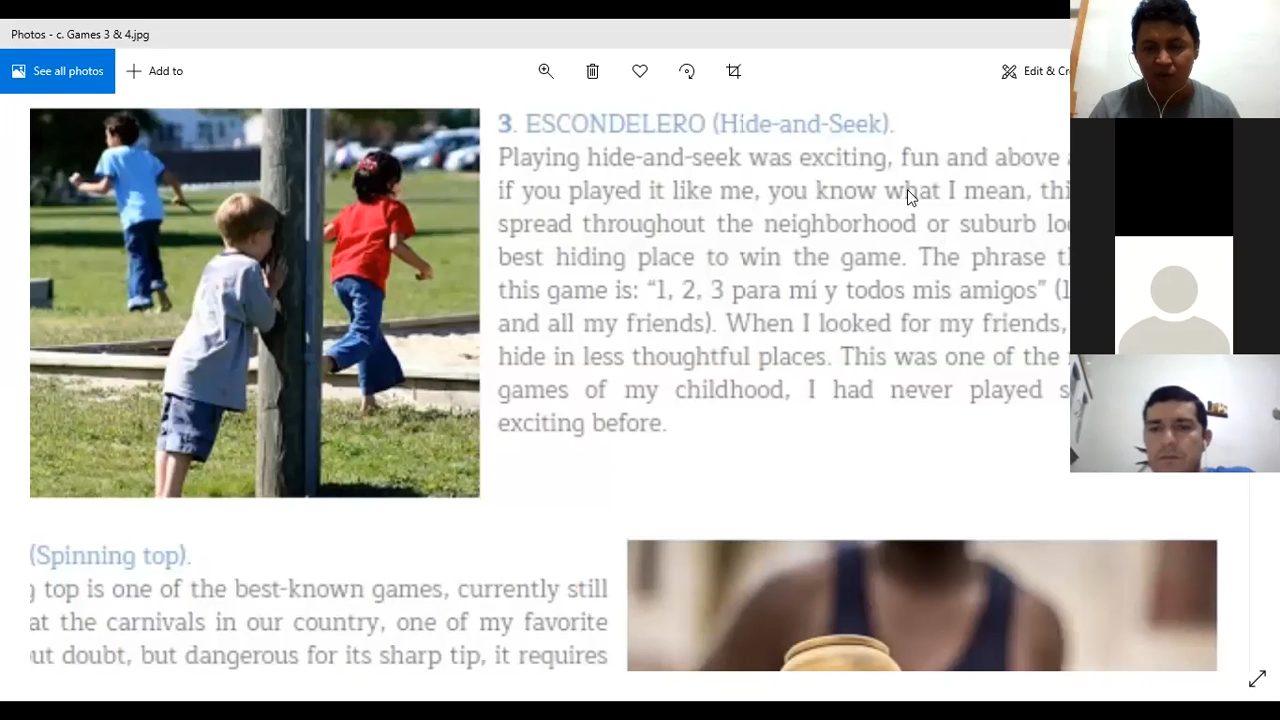 Photos - c. Games 3 & 4.jpg
See all photos
Add to
Edit &
3. ESCONDELERO (Hide-and-Seek).
Playing hide-and-seek was exciting, fun and above
if you played it like me, you know what I mean,
spread throughout the neighborhood or suburb
best hiding place to win the game. The phrase
this game is: “1, 2, 3 para mí y todos mis amigos”
and all my friends). When I looked for my friends,
hide in less thoughtful places. This was one of the
games of my childhood, I had never played
exciting before.
(Spinning top).
top is one of the best-known games, currently still
at the carnivals in our country, one of my favorite
doubt, but dangerous for its sharp tip, it requires